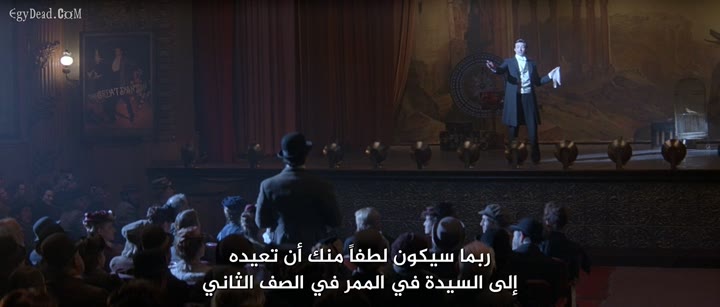 EgyDead.CoM
ربما سيكون لطفاً منك أن تعيده
إلى السيدة في الممر في الصف الثاني